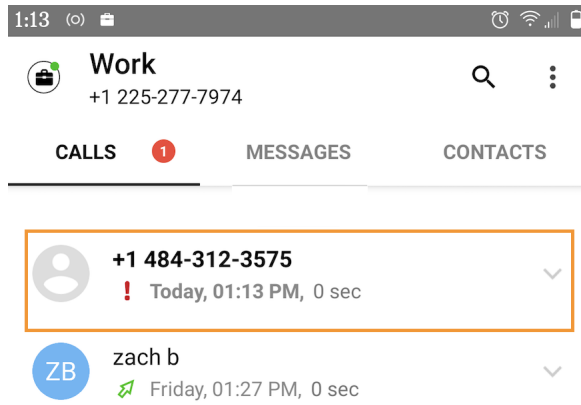 1:13
Work
+1 225-277-7974
CALLS 1 MESSAGES CONTACTS
+1 484-312-3575
! Today, 01:13 PM, 0 sec
zach b
ZB
Friday, 01:27 PM, 0 sec